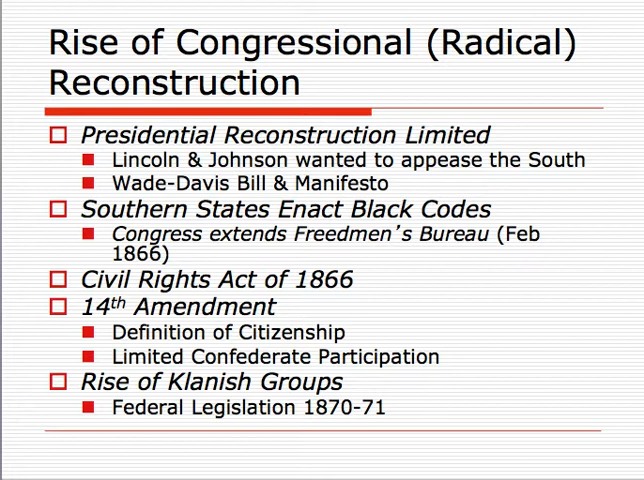 Rise of Congressional (Radical)
Reconstruction
Presidential Reconstruction Limited
Lincoln & Johnson wanted to appease the South
Wade-Davis Bill & Manifesto
Southern States Enact Black Codes
Congress extends Freedmen’s Bureau (Feb
1866)
Civil Rights Act of 1866
14th Amendment
Definition of Citizenship
Limited Confederate Participation
Rise of Klanish Groups
Federal Legislation 1870-71